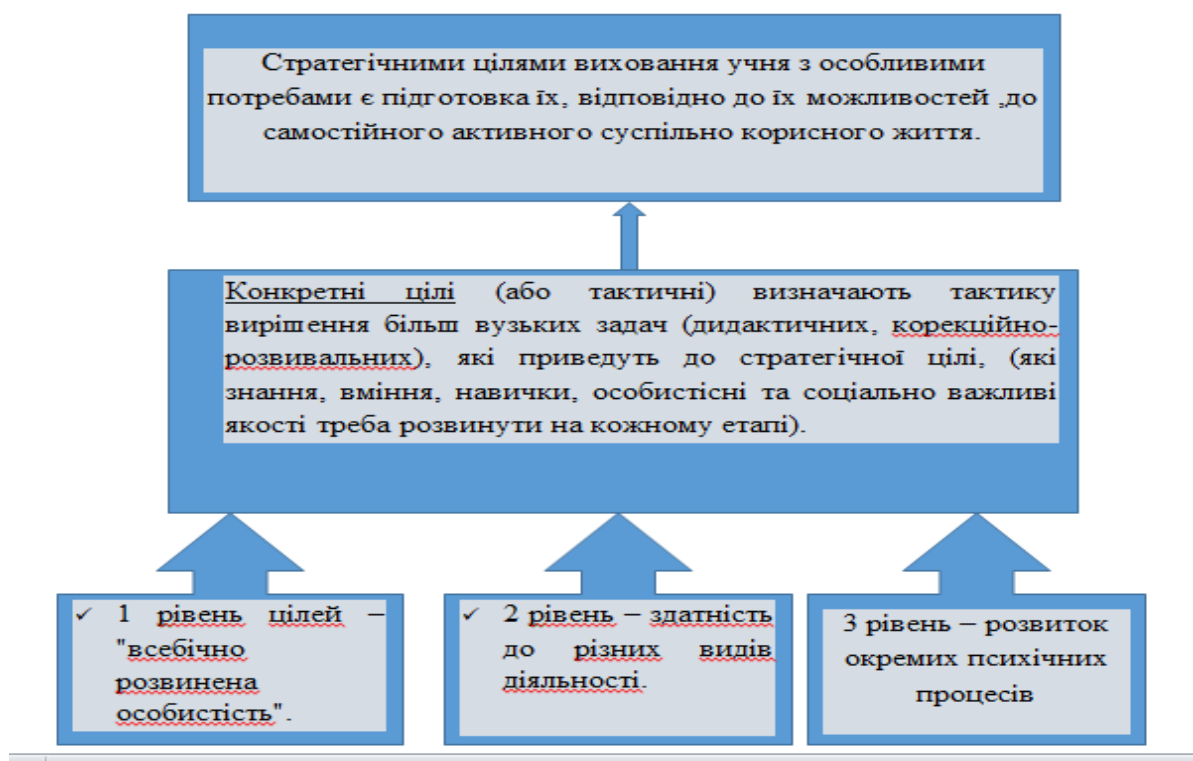 Стратегічними цілями виховання учня з особливими
потребами є підготовка їх, відповідно до їх можливостей ,до
самостійного активного суспільно корисного життя.
Конкретні цілі (або тактичні) визначають тактику
вирішення більш вузьких задач (дидактичних, корекційно-
розвивальних), які приведуть до стратегічної цілі, (які
знання, вміння, навички, особистісні та соціально важливі
якості треба розвинути на кожному етапі).
✓ 1 рівень цілей –
"всебічно
розвинена
особистість".
✓ 2 рівень – здатність
до різних видів
діяльності.
3 рівень – розвиток
окремих психічних
процесів